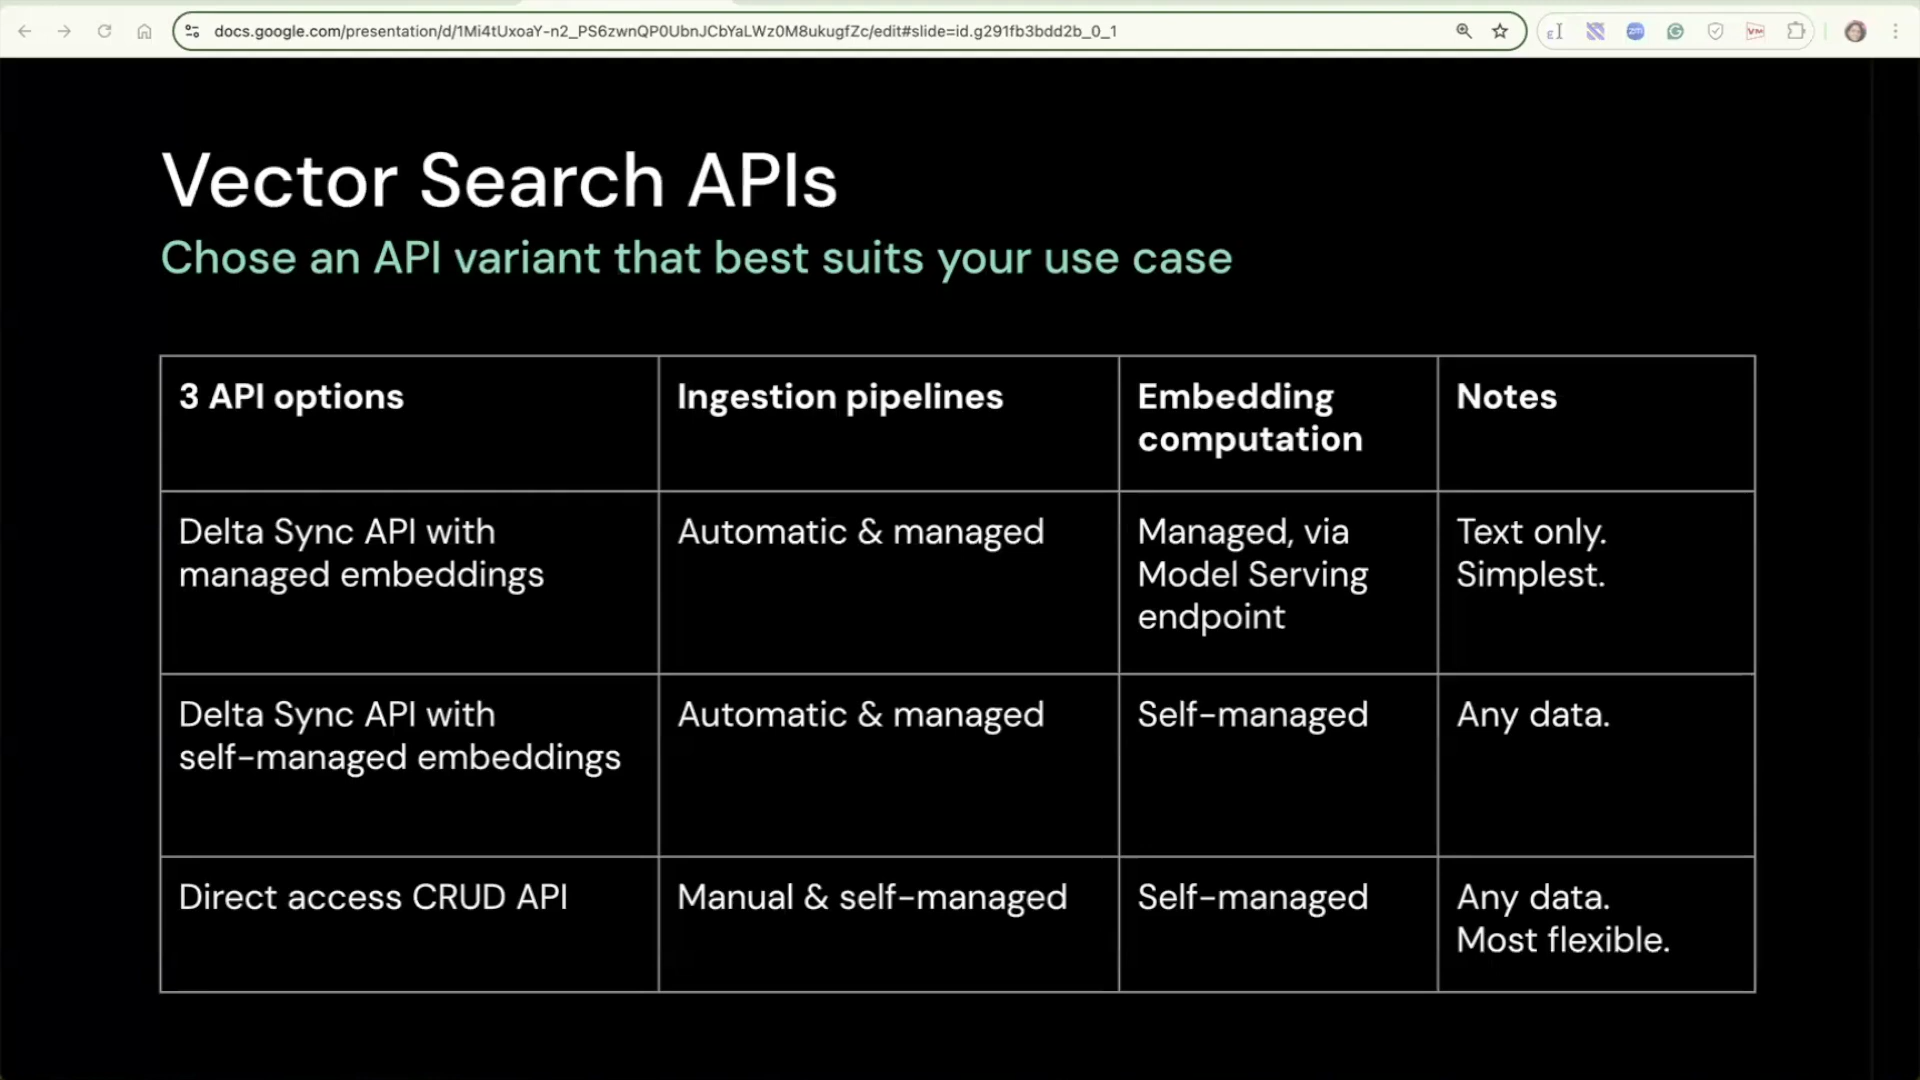 docs.google.com/presentation/d/1Mi4tUxoaY-n2_PS6zwnQP0UbnJCbYaLWz0M8ukugfZc/edit#slide=id.g291fb3bdd2b_0_1
Vector Search APIs
Chose an API variant that best suits your use case
3 API options
Ingestion pipelines
Embedding
computation
Notes
Delta Sync API with
managed embeddings
Automatic & managed
Managed, via
Model Serving
endpoint
Text only.
Simplest.
Delta Sync API with
self-managed embeddings
Automatic & managed
Self-managed
Any data.
Direct access CRUD API
Manual & self-managed
Self-managed
Any data.
Most flexible.